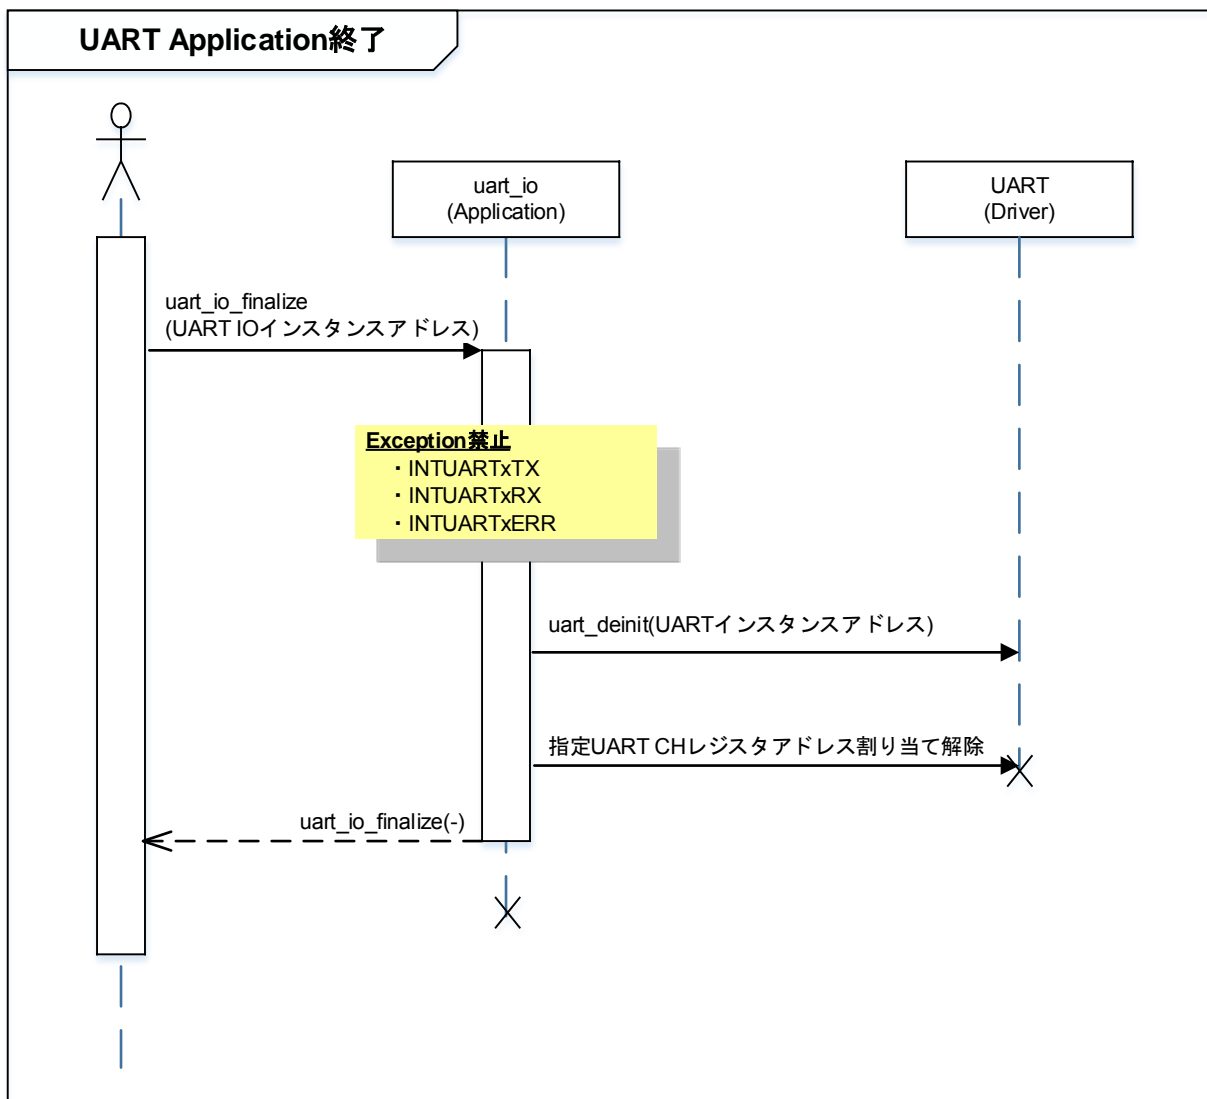 UART Application終了
uart_io
(Application)
UART
(Driver)
uart_io_finalize
(UART IOインスタンスアドレス)
Exception禁止
・INTUARTxTX
・INTUARTxRX
・INTUARTxERR
uart_deinit(UARTインスタンスアドレス)
指定UART CHレジスタアドレス割り当て解除
uart_io_finalize(-)